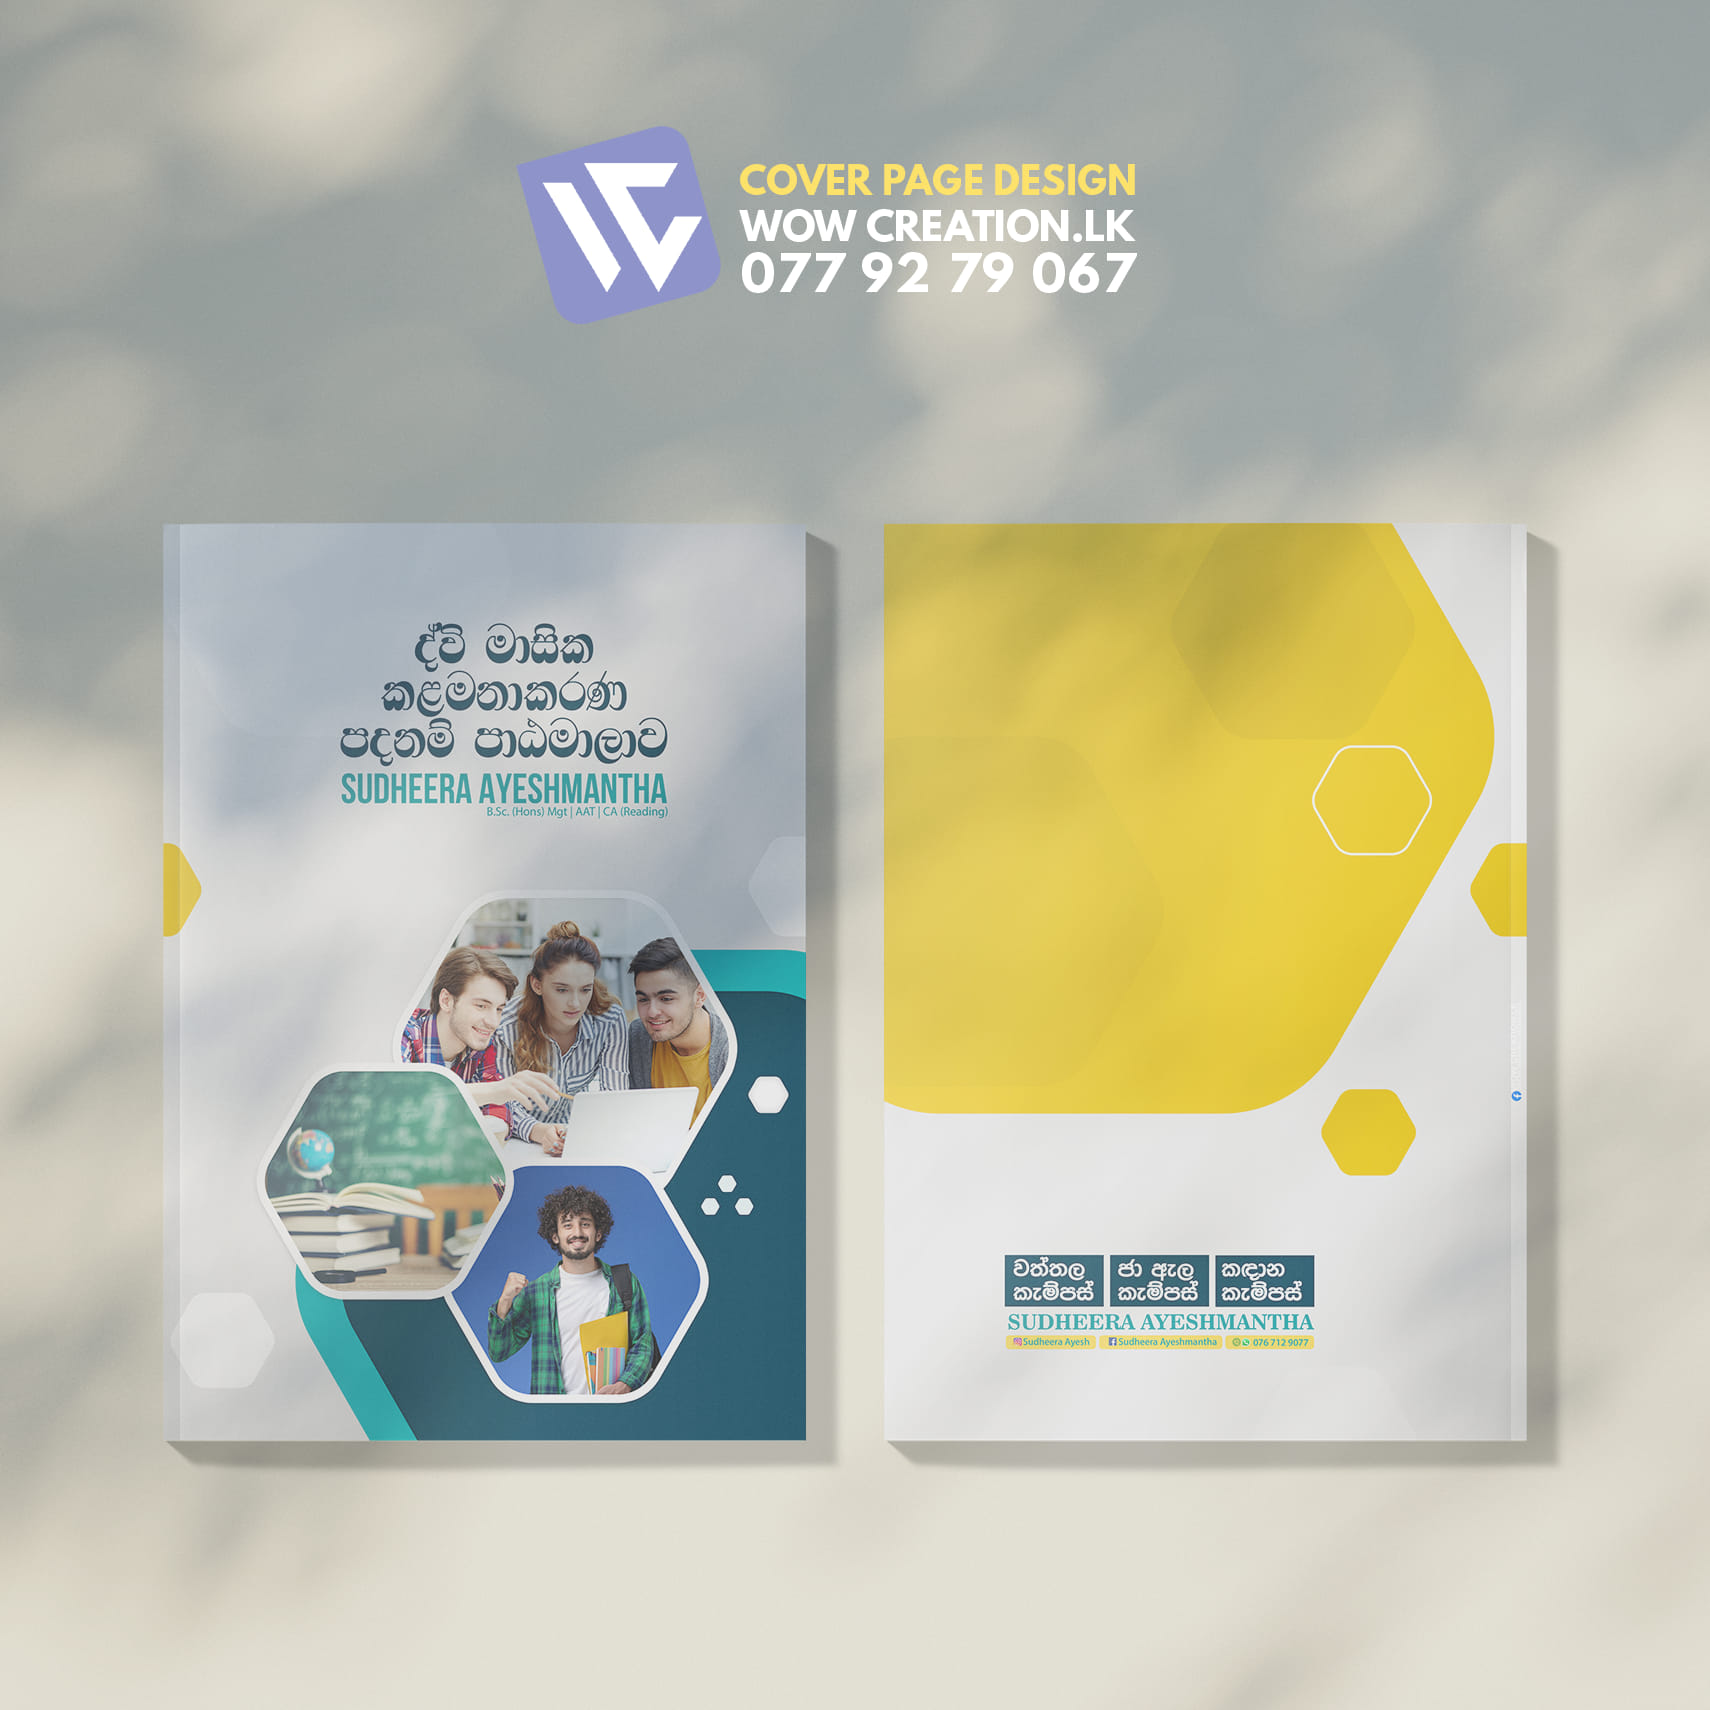 COVER PAGE DESIGN
WOW CREATION.LK
077 92 79 067
ද්වි මාසික
කළමනාකරණ
පදනම් පාඨමාලාව
SUDHEERA AYESHMANTHA
B.Sc. (Hons) Mgt | AAT | CA (Reading)
වත්තල
කැම්පස්
ජා ඇල
කැම්පස්
කඳාන
කැම්පස්
SUDHEERA AYESHMANTHA
Sudheera Ayesh
Sudheera Ayeshmantha
076 712 9077